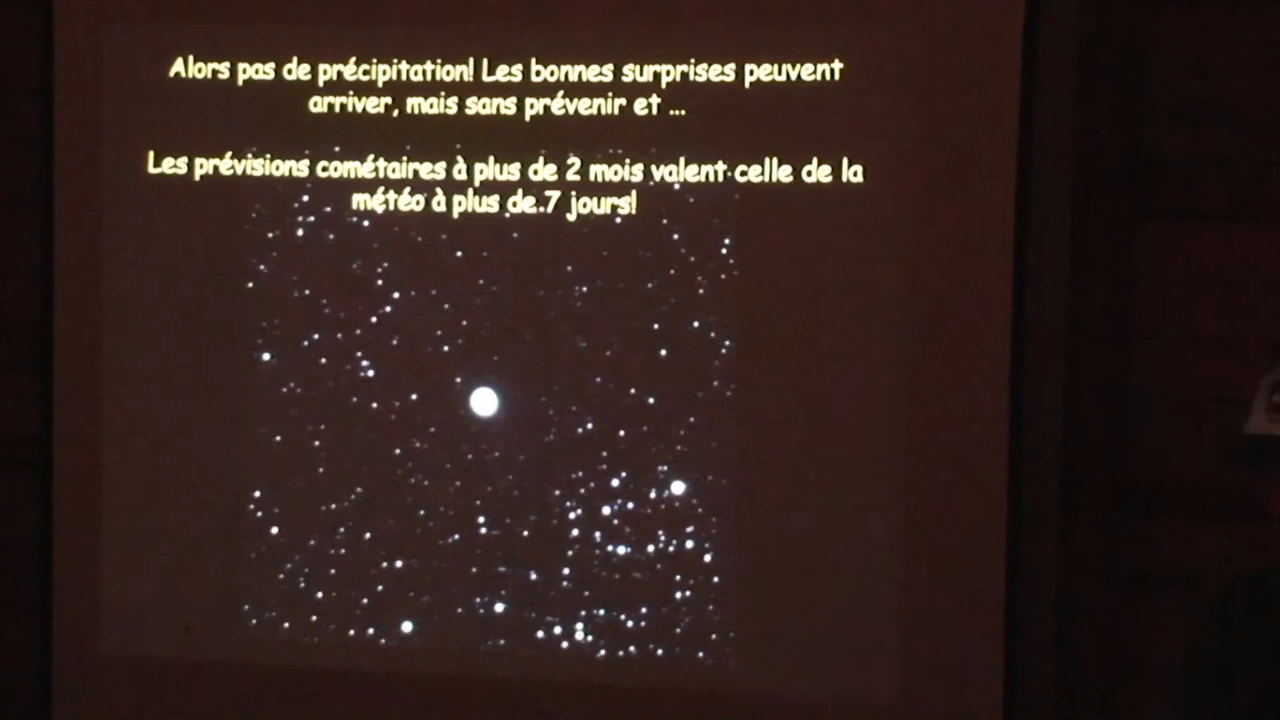 Alors pas de précipitation! Les bonnes surprises peuvent
arriver, mais sans prévenir et ...
Les prévisions cométaires à plus de 2 mois valent celle de la
météo à plus de 7 jours!